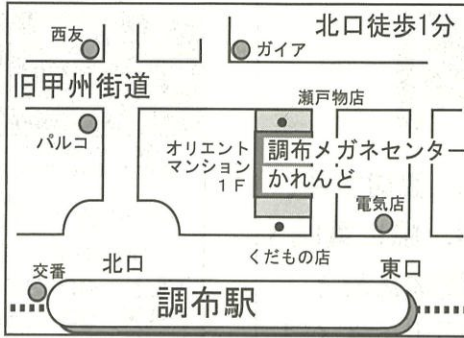 北口徒歩1分
西友
ガイア
旧甲州街道
瀬戸物店
パルコ
オリエント
マンション
1F
調布メガネセンター
かれんど
電気店
くだもの店
交番
北口
東口
調布駅